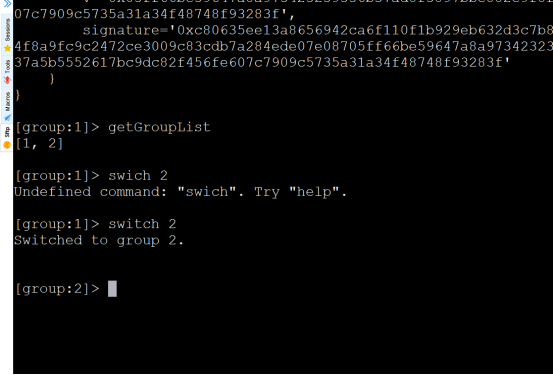 07c7909c5735a31a34f48748f93283f',
signature='0xc80635ee13a8656942ca6f110f1b929eb632d3c7b8
4f8a9fc9c2472ce3009c83cdb7a284ede07e08705ff66be59647a8a97342323
37a5b5552617bc9dc82f456fe607c7909c5735a31a34f48748f93283f'
}
}
[group:1]> getGroupList
[1, 2]
[group:1]> swich 2
Undefined command: "swich". Try "help".
[group:1]> switch 2
Switched to group 2.
[group:2]>
Sessions
Tools
Macros
Sftp